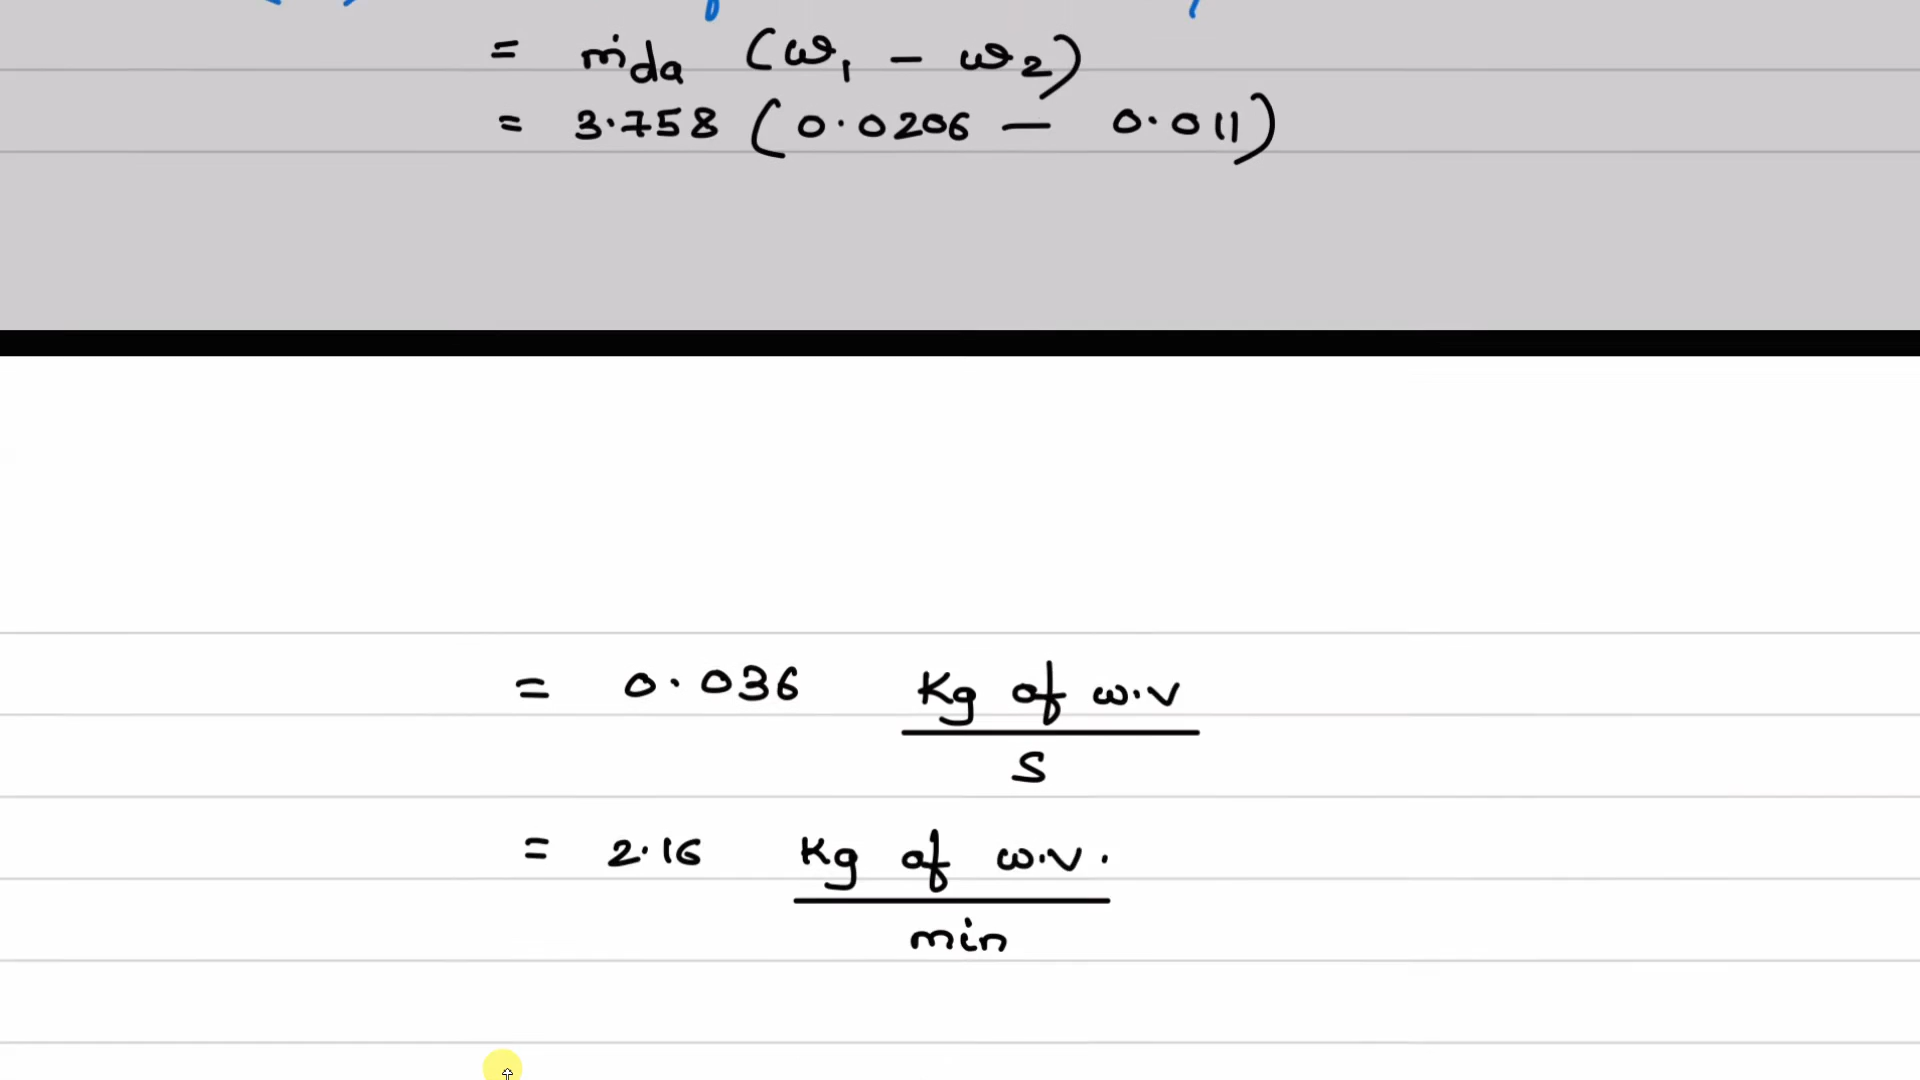 = ṁda (ω1 - ω2)
= 3.758 (0.0206 - 0.011)
= 0.036 Kg of w.v
S
= 2.16 Kg of w.v.
min